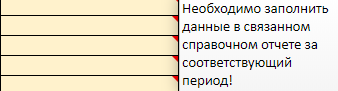 Необходимо заполнить
данные в связанном
справочном отчете за
соответствующий
период!